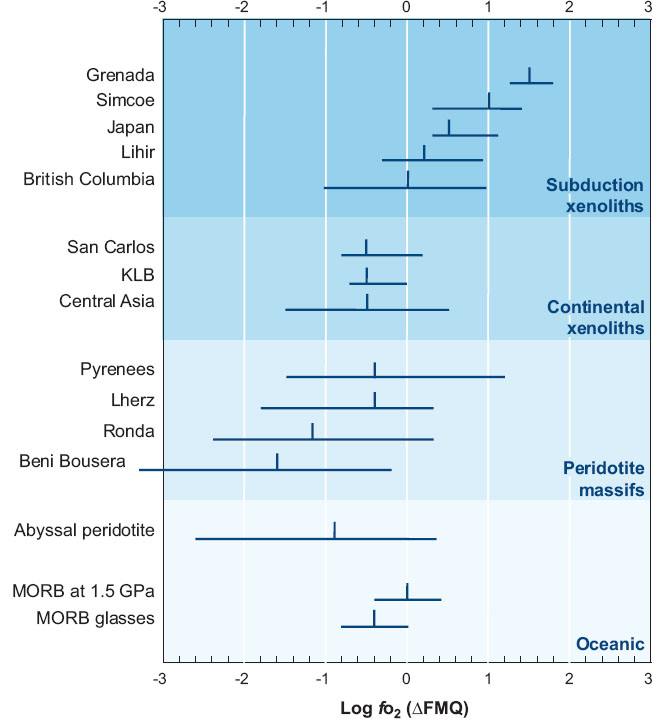 -3 -2 -1 0 1 2 3
Grenada
Simcoe
Japan
Lihir
British Columbia
Subduction
xenoliths
San Carlos
KLB
Central Asia
Continental
xenoliths
Pyrenees
Lherz
Ronda
Beni Bousera
Peridotite
massifs
Abyssal peridotite
MORB at 1.5 GPa
MORB glasses
Oceanic
-3 -2 -1 0 1 2 3
Log fo₂ (ΔFMQ)